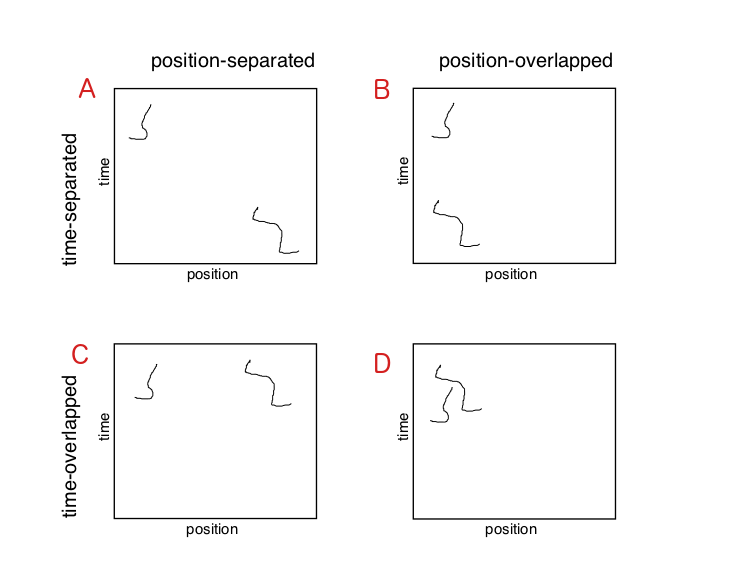 position-separated
position-overlapped
A
B
time-separated
time
time
position
position
C
D
time-overlapped
time
time
position
position